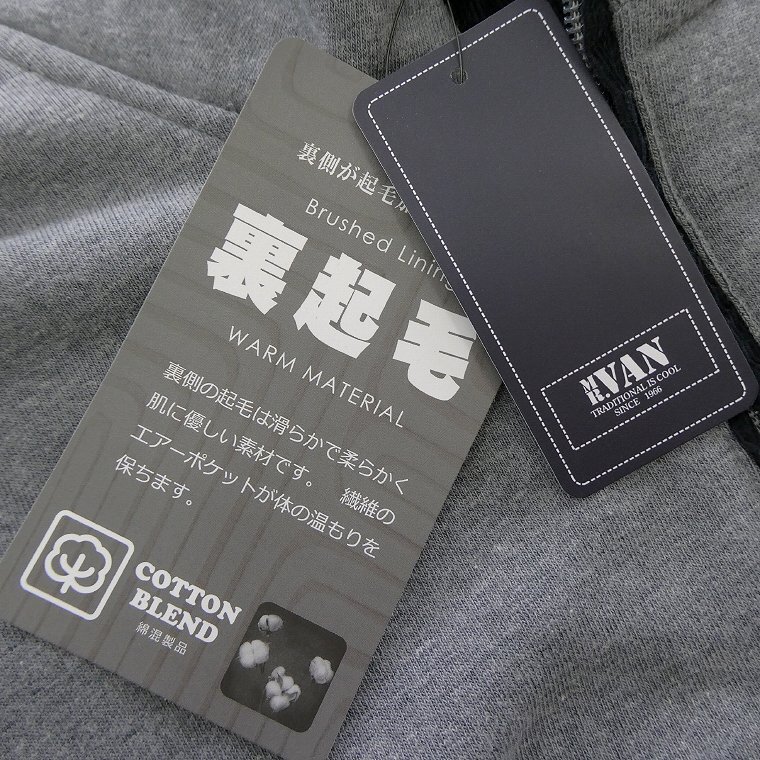 裏側が起毛加
Brushed Lining
裏起毛
WARM MATERIAL
裏側の起毛は滑らかで柔らかく
肌に優しい素材です。 繊維の
エアーポケットが体の温もりを
保ちます。
COTTON
BLEND
綿混製品
MR.VAN
TRADITIONAL IS COOL
SINCE 1966